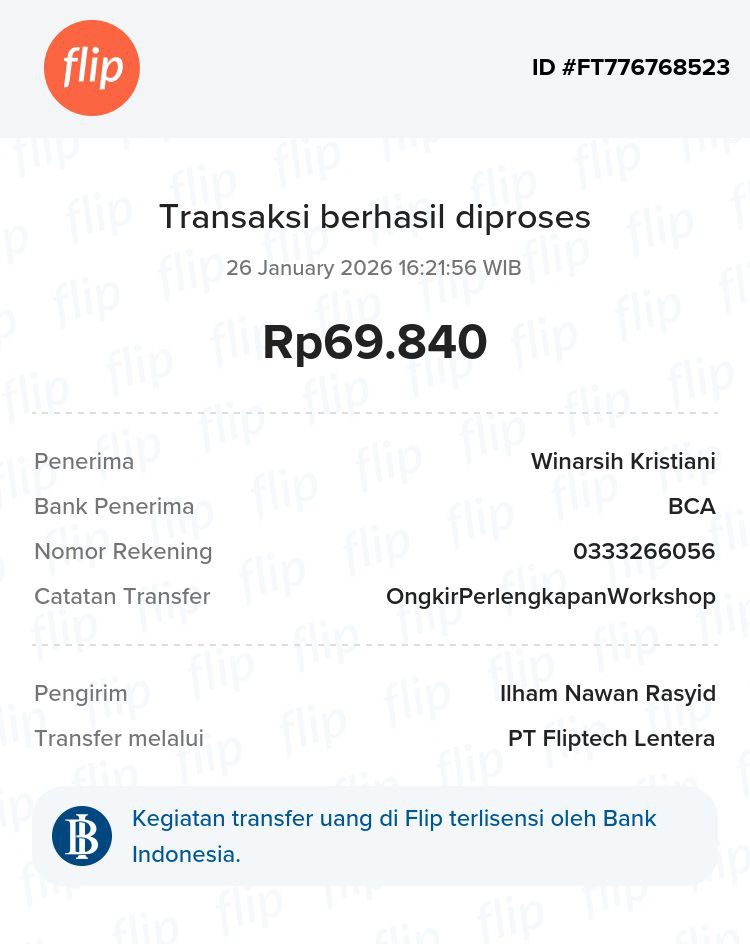 flip
ID #FT776768523
Transaksi berhasil diproses
26 January 2026 16:21:56 WIB
Rp69.840
Penerima Winarsih Kristiani
Bank Penerima BCA
Nomor Rekening 0333266056
Catatan Transfer OngkirPerlengkapanWorkshop
Pengirim Ilham Nawan Rasyid
Transfer melalui PT Fliptech Lentera
Kegiatan transfer uang di Flip terlisensi oleh Bank
Indonesia.